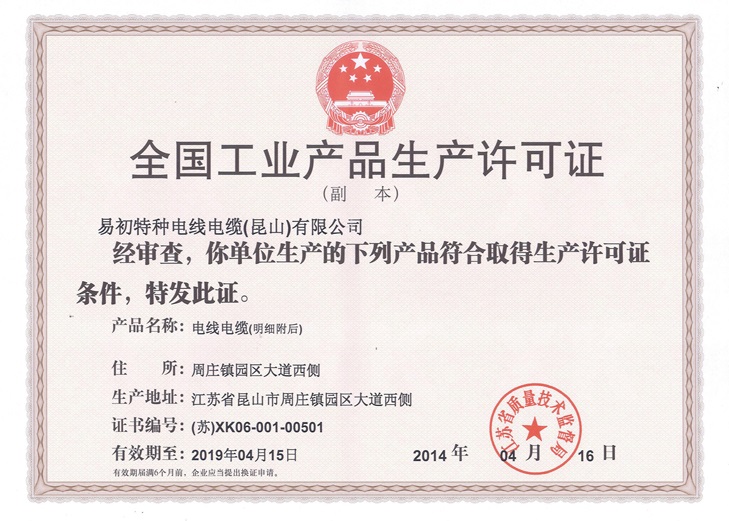 全国工业产品生产许可证
(副 本)
易初特种电线电缆(昆山)有限公司
经审查，你单位生产的下列产品符合取得生产许可证
条件，特发此证。
产品名称：电线电缆(明细附后)
住 所：周庄镇园区大道西侧
生产地址：江苏省昆山市周庄镇园区大道西侧
证书编号：(苏)XK06-001-00501
有效期至：2019年04月15日
2014 年 04 月 16 日
有效期届满6个月前，企业应当提出换证申请。
江苏省质量技术监督局